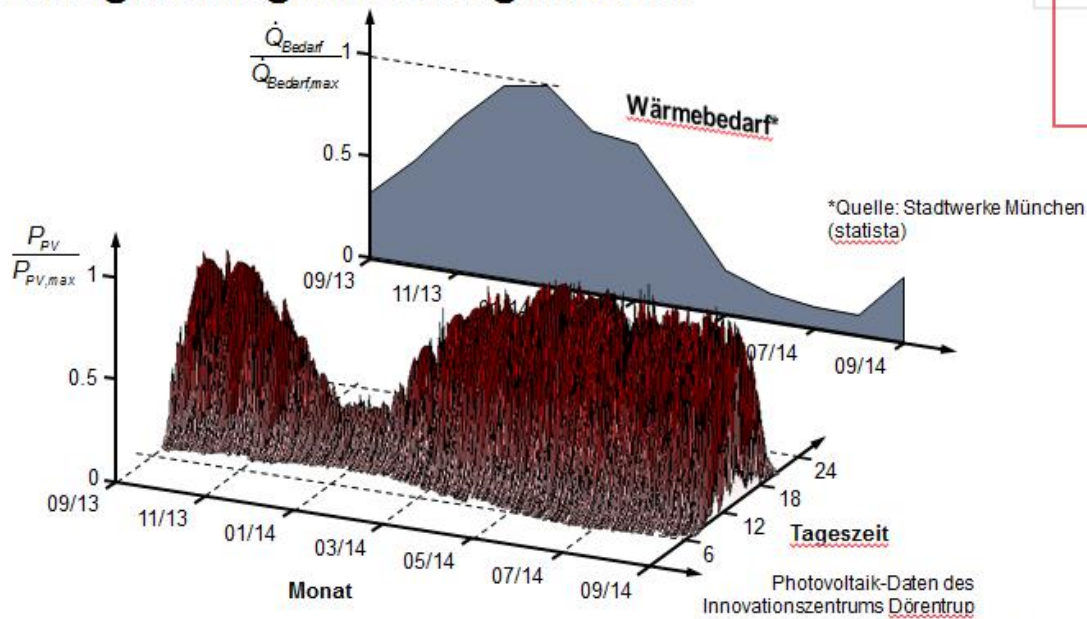 Q̇Bedarf
Q̇Bedarf,max
1
0.5
0
Wärmebedarf*
*Quelle: Stadtwerke München
(statista)
09/13
11/13
07/14
09/14
PPV
PPV,max
1
0.5
0
09/13
11/13
01/14
03/14
05/14
07/14
09/14
Monat
6
12
18
24
Tageszeit
Photovoltaik-Daten des
Innovationszentrums Dörentrup